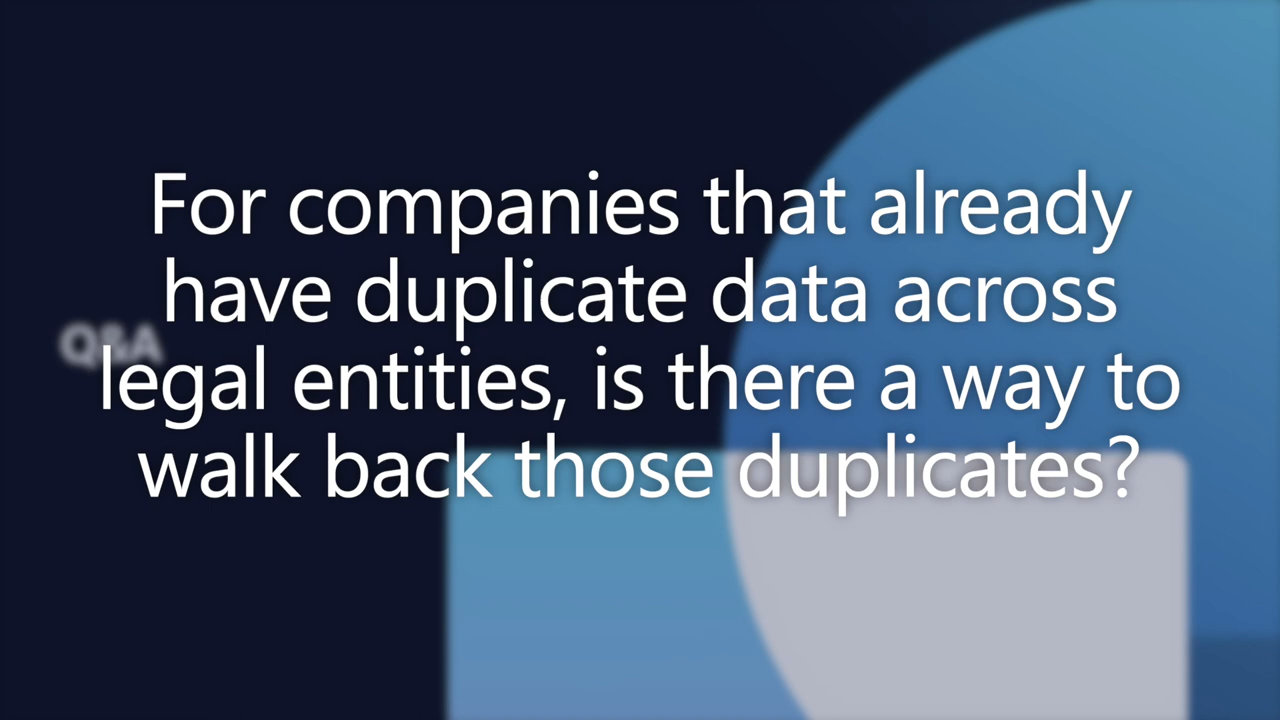 For companies that already
have duplicate data across
Q&A
legal entities, is there a way to
walk back those duplicates?